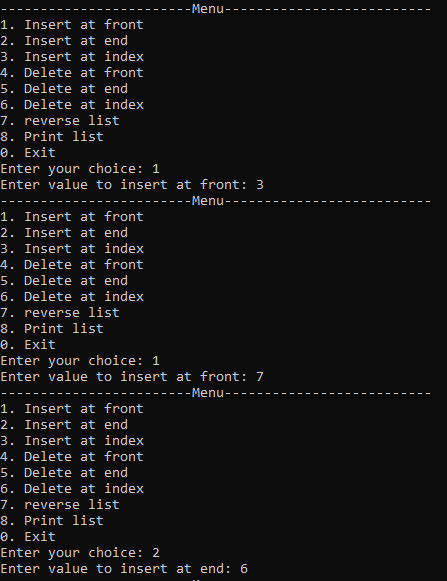 ------------------------Menu--------------------------
1. Insert at front
2. Insert at end
3. Insert at index
4. Delete at front
5. Delete at end
6. Delete at index
7. reverse list
8. Print list
0. Exit
Enter your choice: 1
Enter value to insert at front: 3
------------------------Menu--------------------------
1. Insert at front
2. Insert at end
3. Insert at index
4. Delete at front
5. Delete at end
6. Delete at index
7. reverse list
8. Print list
0. Exit
Enter your choice: 1
Enter value to insert at front: 7
------------------------Menu--------------------------
1. Insert at front
2. Insert at end
3. Insert at index
4. Delete at front
5. Delete at end
6. Delete at index
7. reverse list
8. Print list
0. Exit
Enter your choice: 2
Enter value to insert at end: 6